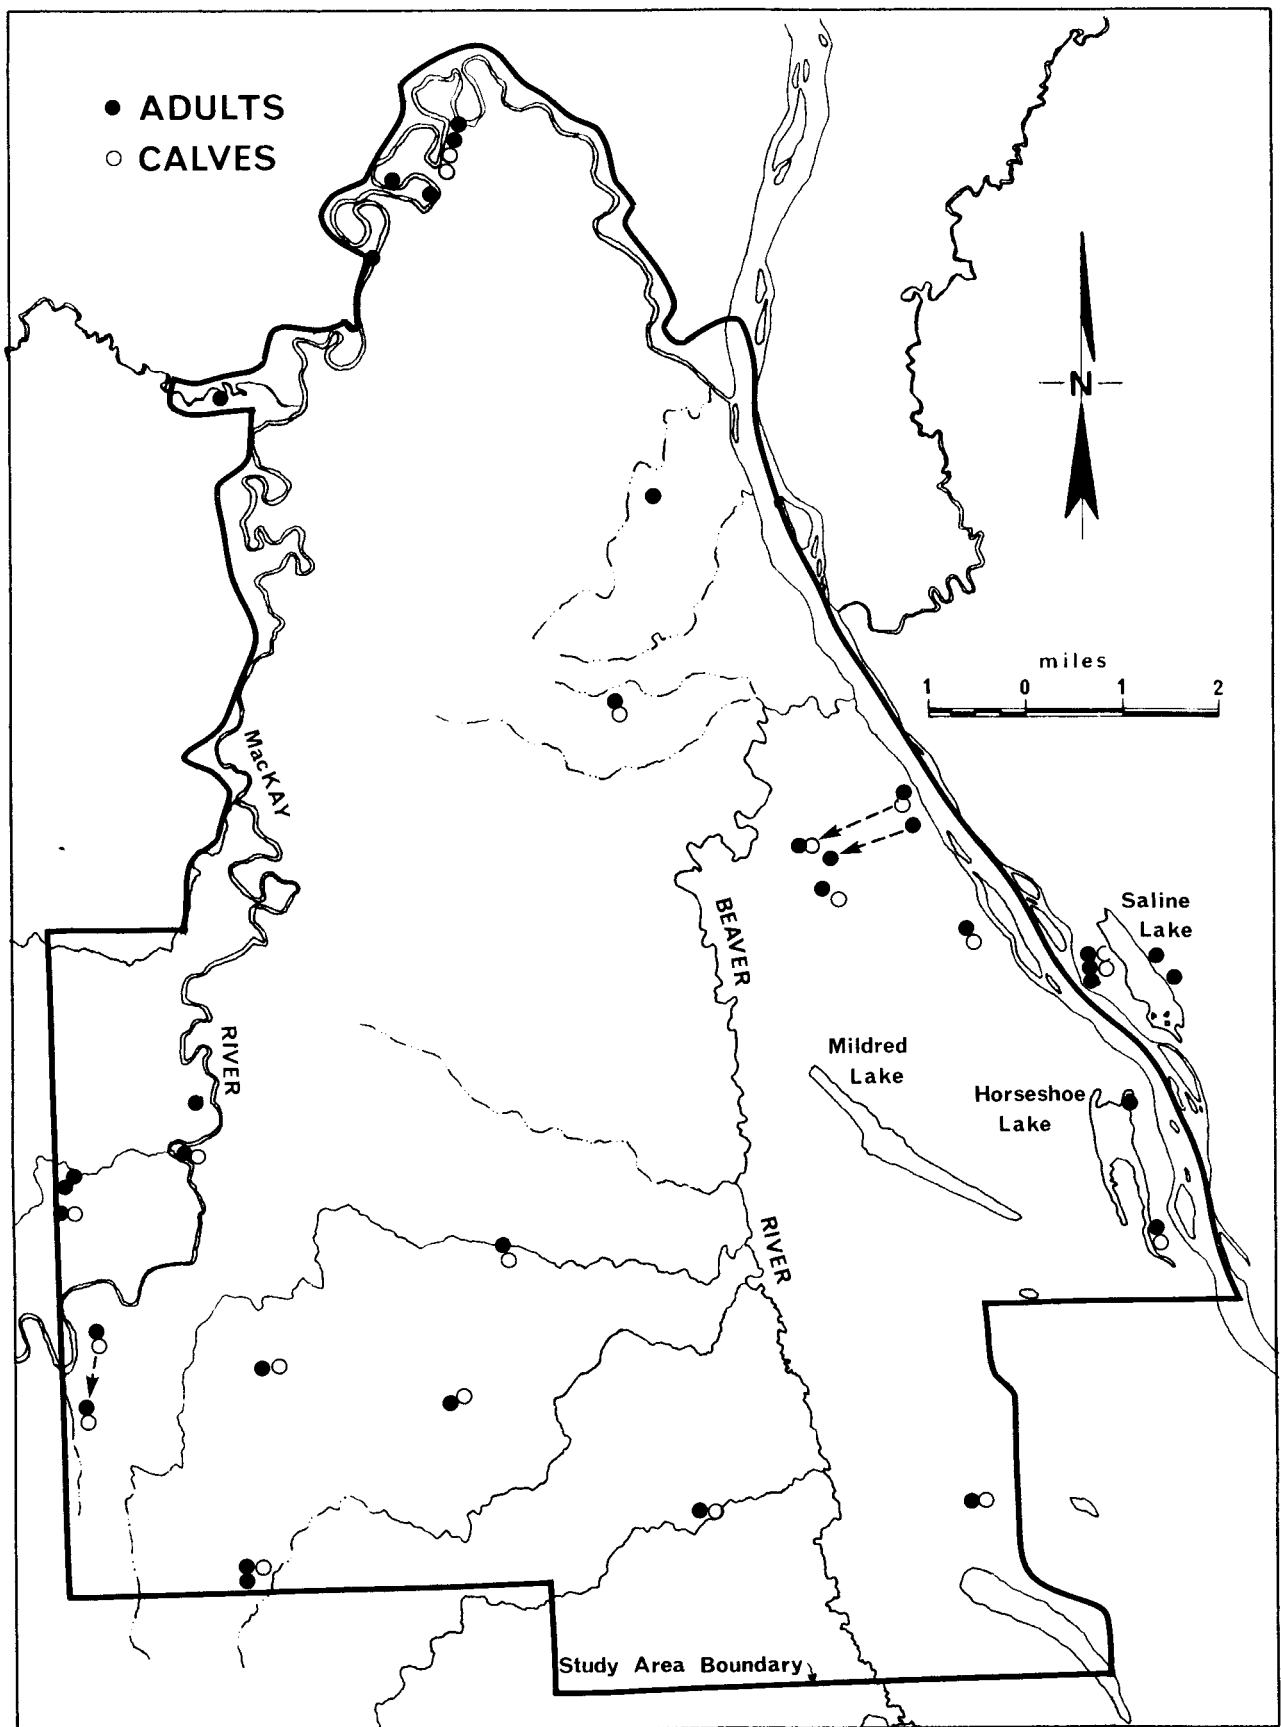 ADULTS
CALVES
N
miles
1 0 1 2
MacKAY
RIVER
BEAVER
RIVER
Saline
Lake
Mildred
Lake
Horseshoe
Lake
Study Area Boundary